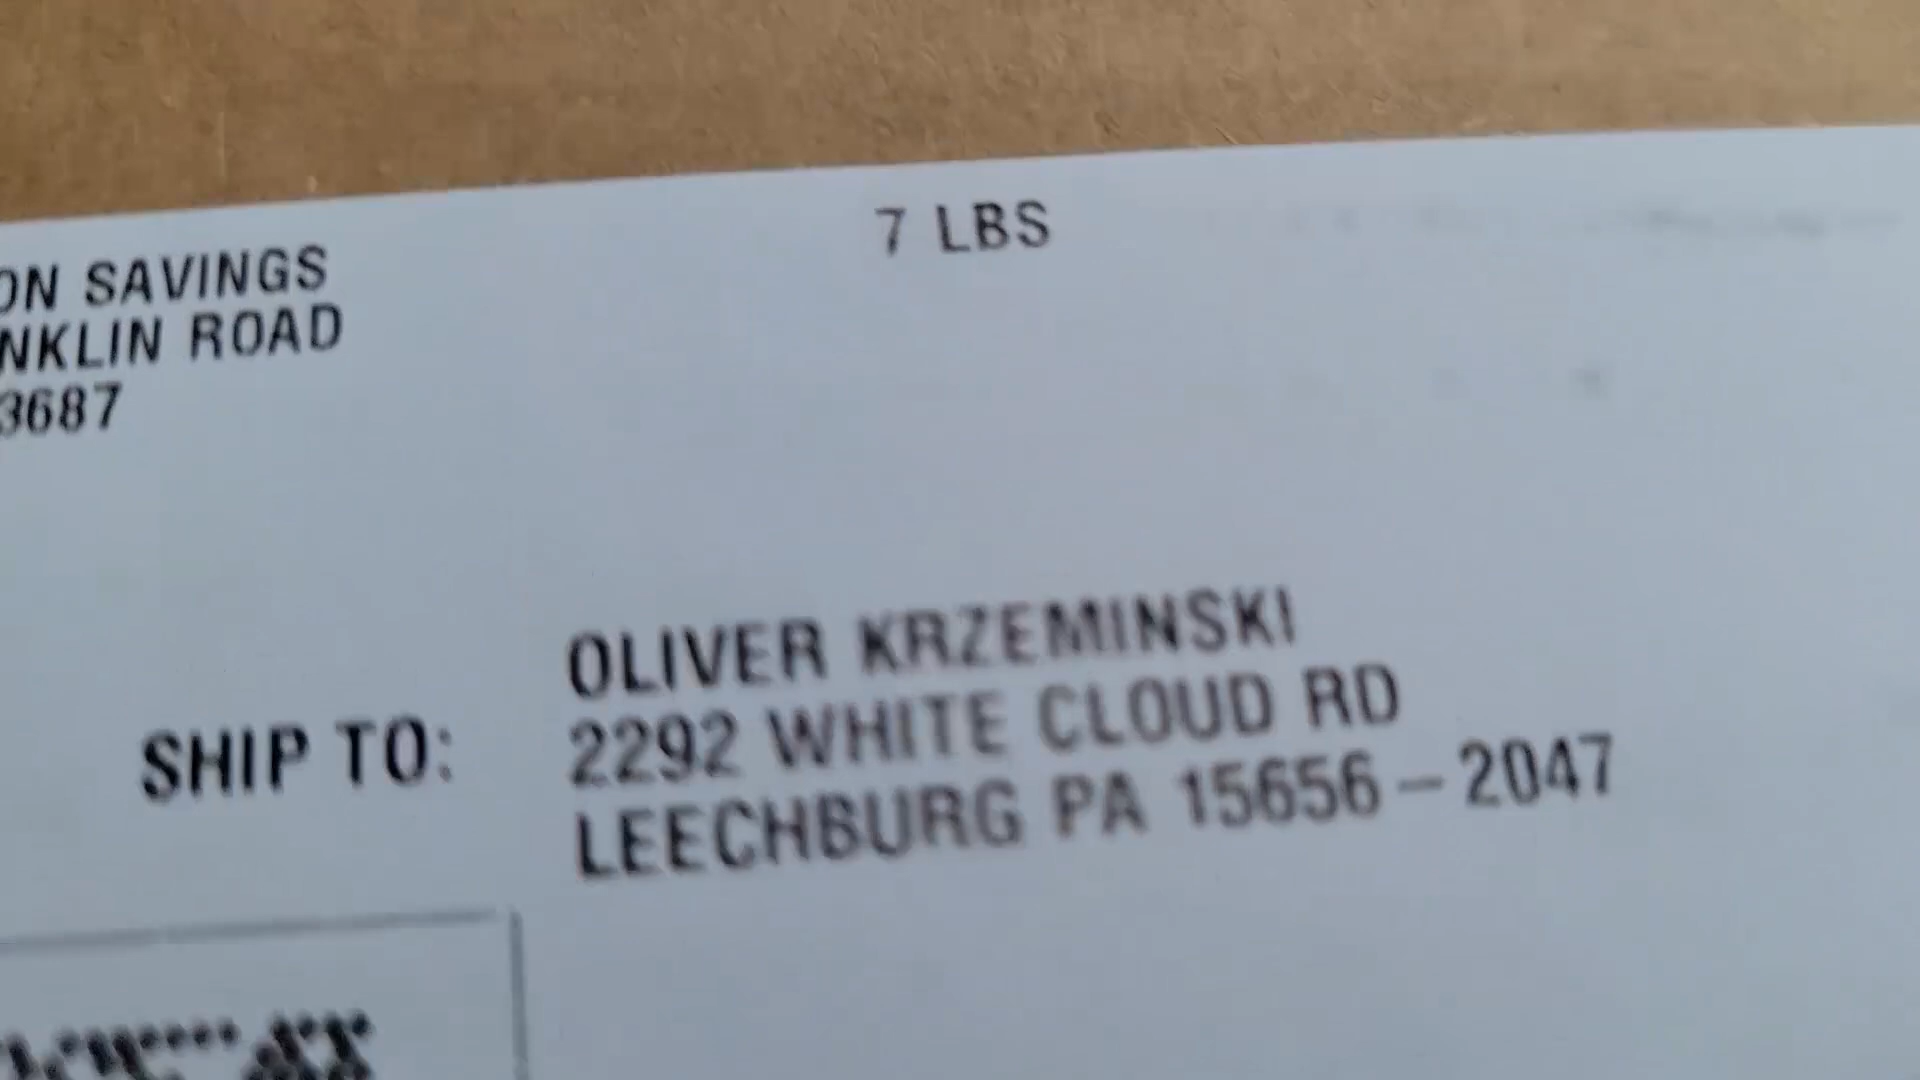 ON SAVINGS
NKLIN ROAD
3687
7 LBS
SHIP TO:
OLIVER KRZEMINSKI
2292 WHITE CLOUD RD
LEECHBURG PA 15656-2047